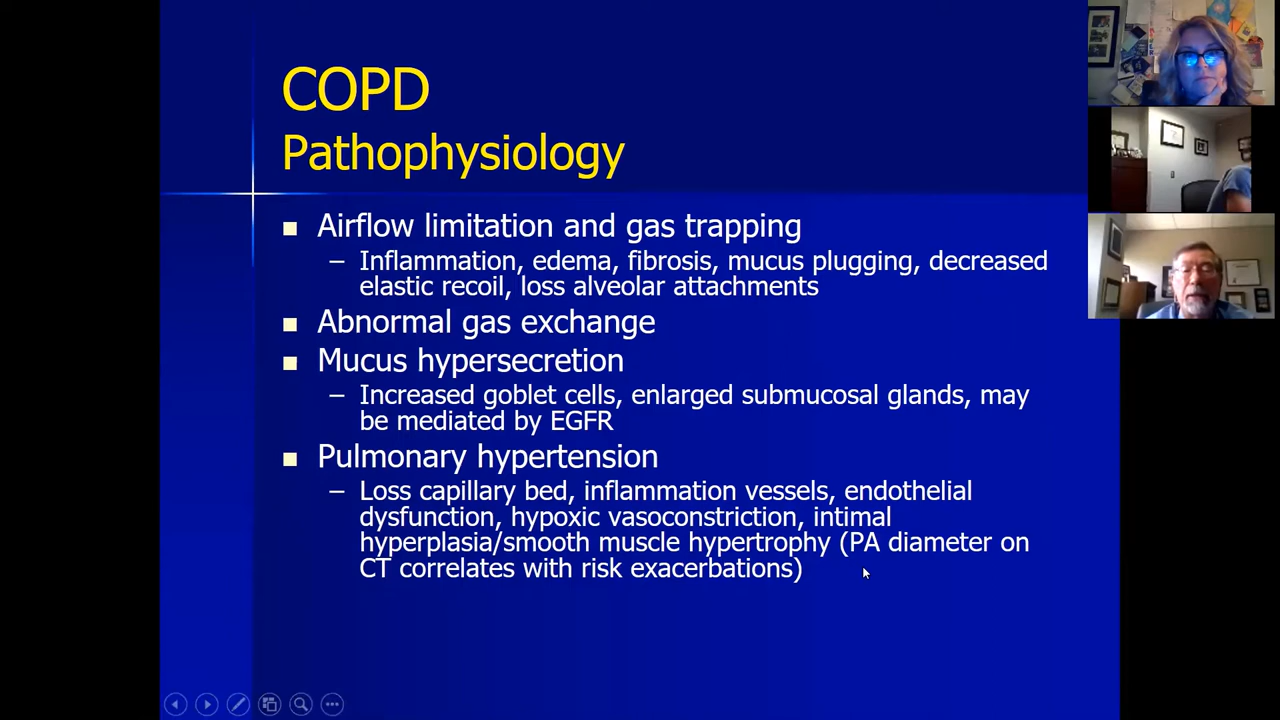 COPD
Pathophysiology
Airflow limitation and gas trapping
– Inflammation, edema, fibrosis, mucus plugging, decreased
elastic recoil, loss alveolar attachments
Abnormal gas exchange
Mucus hypersecretion
– Increased goblet cells, enlarged submucosal glands, may
be mediated by EGFR
Pulmonary hypertension
– Loss capillary bed, inflammation vessels, endothelial
dysfunction, hypoxic vasoconstriction, intimal
hyperplasia/smooth muscle hypertrophy (PA diameter on
CT correlates with risk exacerbations)